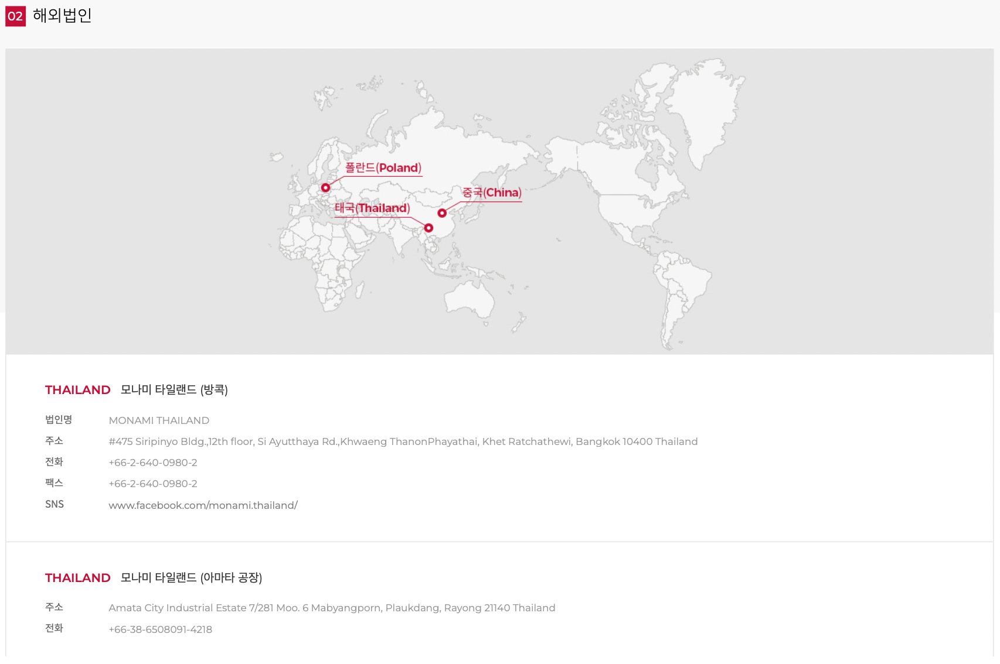 02 해외법인
폴란드(Poland)
중국(China)
태국(Thailand)
THAILAND 모나미 타일랜드 (방콕)
법인명 MONAMI THAILAND
주소 #475 Siripinyo Bldg.,12th floor, Si Ayutthaya Rd.,Khwaeng ThanonPhayathai, Khet Ratchathewi, Bangkok 10400 Thailand
전화 +66-2-640-0980-2
팩스 +66-2-640-0980-2
SNS www.facebook.com/monami.thailand/
THAILAND 모나미 타일랜드 (아마타 공장)
주소 Amata City Industrial Estate 7/281 Moo. 6 Mabyangporn, Plaukdang, Rayong 21140 Thailand
전화 +66-38-6508091-4218